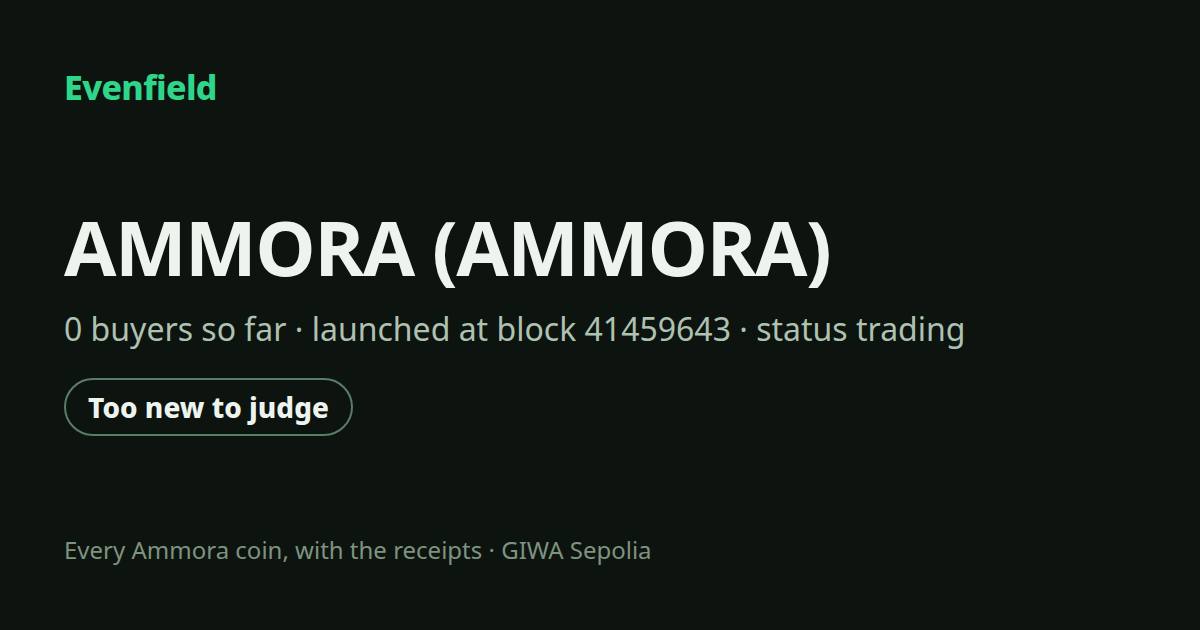 Evenfield
AMMORA (AMMORA)
0 buyers so far · launched at block 41459643 · status trading
Too new to judge
Every Ammora coin, with the receipts · GIWA Sepolia